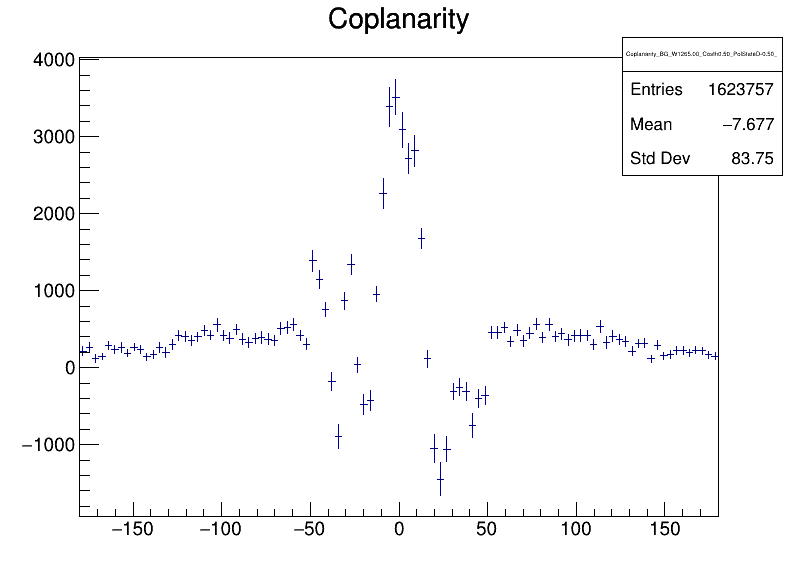 Coplanarity
Coplanarity_BG_W1265.00_Costh0.50_PolStateD-0.50_
Entries 1623757
Mean −7.677
Std Dev 83.75
4000
3000
2000
1000
0
−1000
−150 −100 −50 0 50 100 150